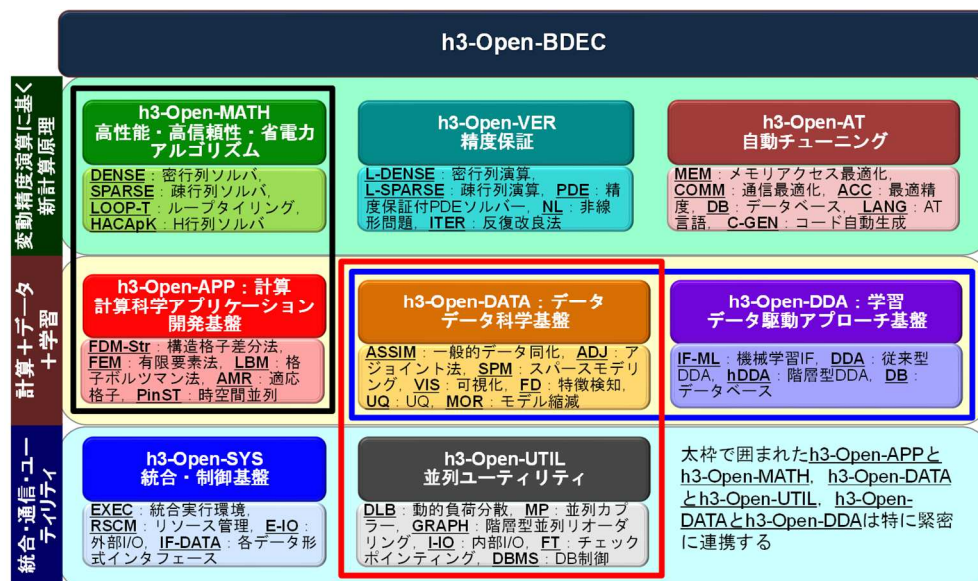 h3-Open-BDEC
変動精度演算に基く
新計算原理
h3-Open-MATH
高性能・高信頼性・省電力
アルゴリズム
DENSE：密行列ソルバ,
SPARSE：疎行列ソルバ,
LOOP-T：ループタイリング,
HACApK：H行列ソルバ
h3-Open-VER
精度保証
L-DENSE：密行列演算,
L-SPARSE：疎行列演算, PDE：精
度保証付PDEソルバー, NL：非線
形問題, ITER：反復改良法
h3-Open-AT
自動チューニング
MEM：メモリアクセス最適化,
COMM：通信最適化, ACC：最適精
度, DB：データベース, LANG：AT
言語, C-GEN：コード自動生成
計算＋データ
＋学習
h3-Open-APP：計算
計算科学アプリケーション
開発基盤
FDM-Str：構造格子差分法,
FEM：有限要素法, LBM：格
子ボルツマン法, AMR：適応
格子, PinST：時空間並列
h3-Open-DATA：データ
データ科学基盤
ASSIM：一般的データ同化, ADJ：ア
ジョイント法, SPM：スパースモデリ
ング, VIS：可視化, FD：特徴検知,
UQ：UQ, MOR：モデル縮減
h3-Open-DDA：学習
データ駆動アプローチ基盤
IF-ML：機械学習IF, DDA：従来型
DDA, hDDA：階層型DDA, DB
：データベース
統合・通信・ユー
ティリティ
h3-Open-SYS
統合・制御基盤
EXEC：統合実行環境,
RSCM：リソース管理, E-IO：
外部I/O, IF-DATA：各データ形
式インタフェース
h3-Open-UTIL
並列ユーティリティ
DLB：動的負荷分散, MP：並列カプ
ラー, GRAPH：階層型並列リオーダ
リング, I-IO：内部I/O, FT：チェック
ポインティング, DBMS：DB制御
太枠で囲まれたh3-Open-APPと
h3-Open-MATH, h3-Open-DATA
とh3-Open-UTIL, h3-Open-
DATAとh3-Open-DDAは特に緊密
に連携する